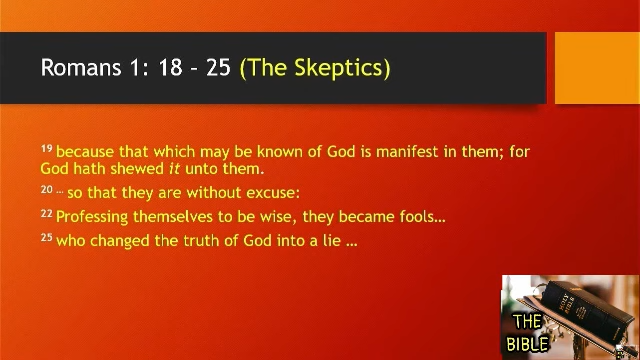 Romans 1: 18 – 25 (The Skeptics)
19 because that which may be known of God is manifest in them; for
God hath shewed it unto them.
20 … so that they are without excuse:
22 Professing themselves to be wise, they became fools…
25 who changed the truth of God into a lie …
HOLY
BIBLE
THE
BIBLE